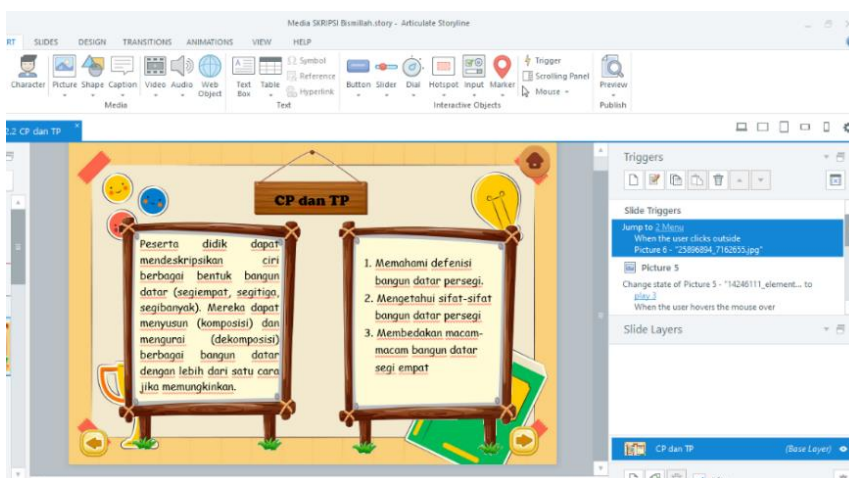 Media SKRIPSI Bismillah.story - Articulate Storyline
SLIDES DESIGN TRANSITIONS ANIMATIONS VIEW HELP
Character Picture Shape Caption Video Audio Web Object
Media
Text Box Table Symbol Reference Hyperlink
Text
Button Slider Dial Hotspot Input Marker
Trigger
Scrolling Panel
Mouse
Interactive Objects
Preview
Publish
2.2 CP dan TP
CP dan TP
Peserta didik dapat
mendeskripsikan ciri
berbagai bentuk bangun
datar (segiempat, segitiga,
segibanyak). Mereka dapat
menyusun (komposisi) dan
mengurai (dekomposisi)
berbagai bangun datar
dengan lebih dari satu cara
jika memungkinkan.
1. Memahami defenisi
bangun datar persegi.
2. Mengetahui sifat-sifat
bangun datar persegi
3. Membedakan macam-
macam bangun datar
segi empat
Triggers
Slide Triggers
Jump to 2 Menu
When the user clicks outside
Picture 6 - "25896894_7162655.jpg"
Picture 5
Change state of Picture 5 - "14246111_element... to
play 3
When the user hovers the mouse over
Slide Layers
CP dan TP (Base Layer)